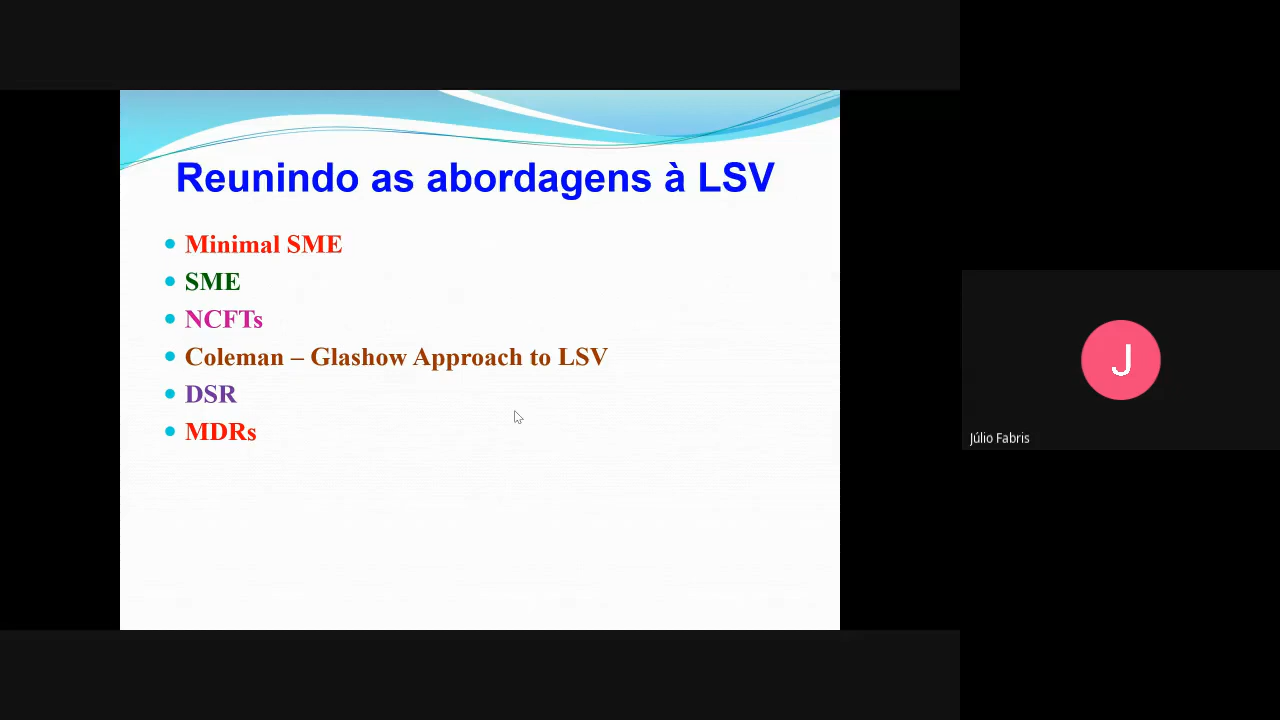 Reunindo as abordagens à LSV
Minimal SME
SME
NCFTs
Coleman – Glashow Approach to LSV
DSR
MDRs
J
Júlio Fabris